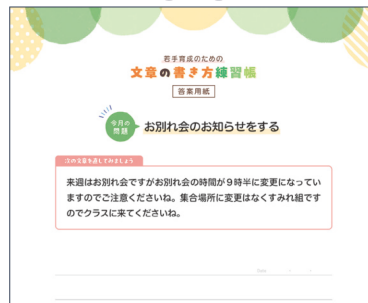 若手育成のための
文章の書き方練習帳
答案用紙
今月の
問題
お別れ会のお知らせをする
次の文章を直してみましょう
来週はお別れ会ですがお別れ会の時間が9時半に変更になってい
ますのでご注意くださいね。集合場所に変更はなくすみれ組です
のでクラスに来てくださいね。
Date